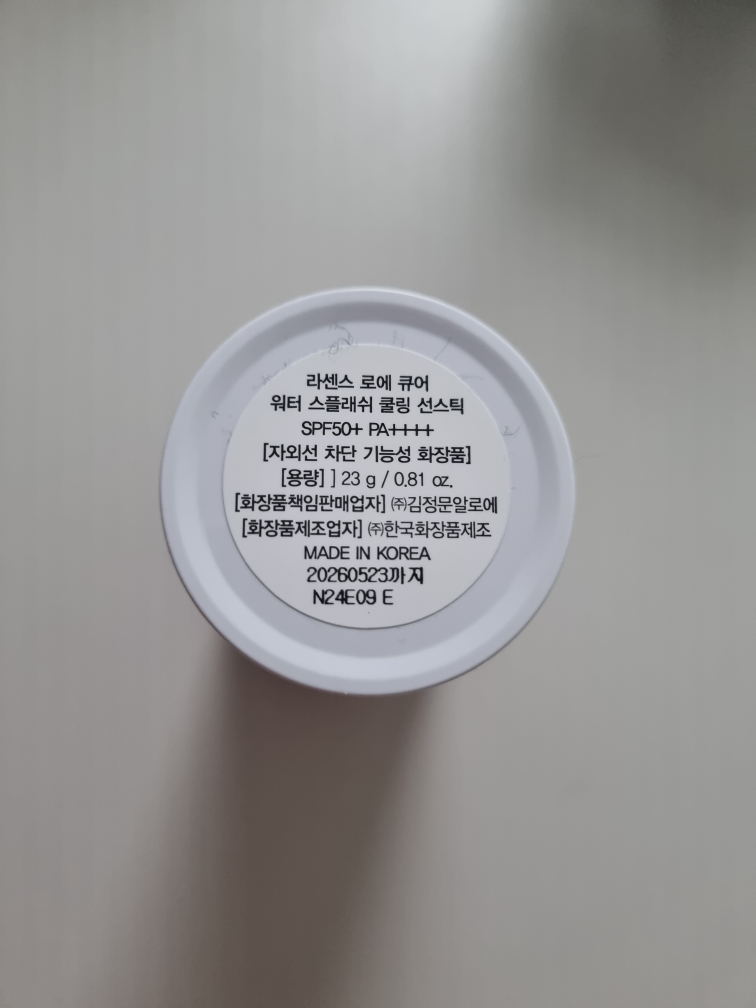 라센스 로에 큐어
워터 스플래쉬 쿨링 선스틱
SPF50+ PA++++
[자외선 차단 기능성 화장품]
[용량] ] 23 g / 0.81 oz.
[화장품책임판매업자] ㈜김정문알로에
[화장품제조업자] ㈜한국화장품제조
MADE IN KOREA
20260523까지
N24E09 E